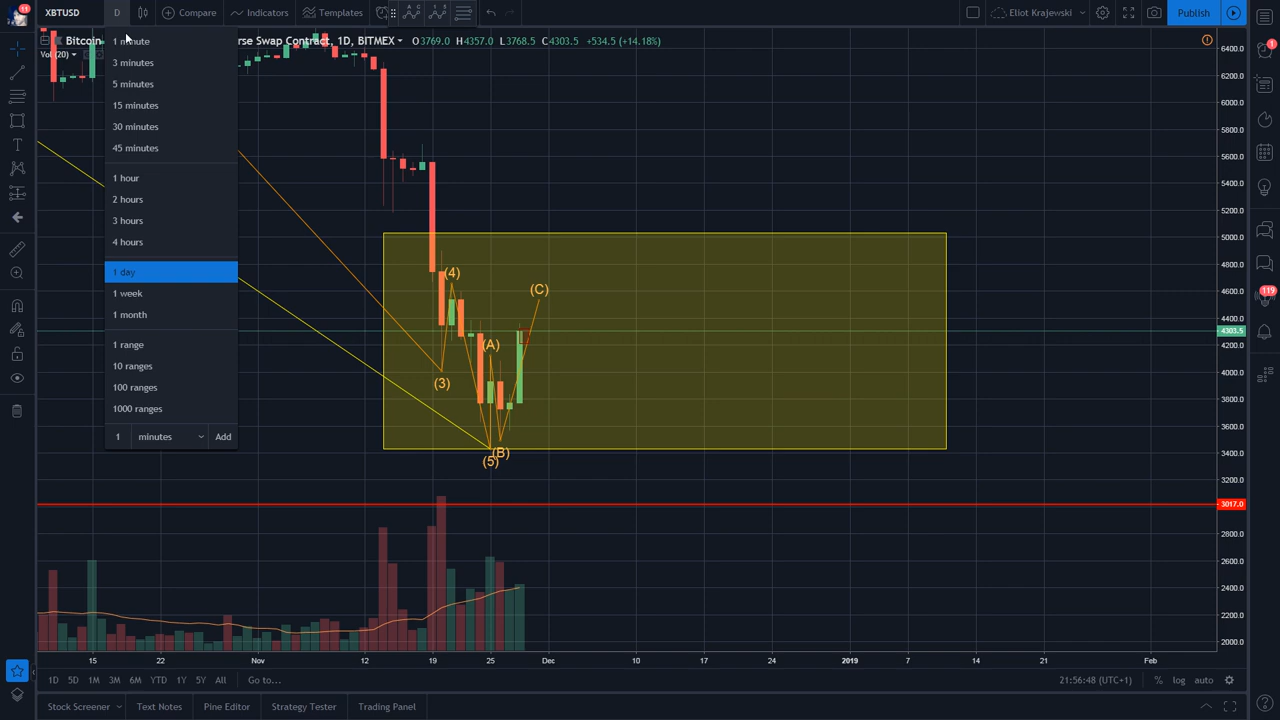 11
XBTUSD
D
Compare
Indicators
Templates
Eliot Krajewski
Publish
Bitcoin
rse Swap Contract, 1D, BITMEX
O3769.0 H4357.0 L3768.5 C4303.5 +534.5 (+14.18%)
Vol (20)
1 minute
3 minutes
5 minutes
15 minutes
30 minutes
45 minutes
1 hour
2 hours
3 hours
4 hours
1 day
1 week
1 month
1 range
10 ranges
100 ranges
1000 ranges
1 minutes Add
(4)
(C)
(A)
(3)
(B)
(5)
6400.0
6200.0
6000.0
5800.0
5600.0
5400.0
5200.0
5000.0
4800.0
4600.0
4400.0
4303.5
4200.0
4000.0
3800.0
3600.0
3400.0
3200.0
3017.0
2800.0
2600.0
2400.0
2200.0
2000.0
1
119
15 22 Nov 12 19 25 Dec 10 17 24 2019 7 14 21 Feb
1D 5D 1M 3M 6M YTD 1Y 5Y All Go to...
21:56:48 (UTC+1) % log auto
Stock Screener Text Notes Pine Editor Strategy Tester Trading Panel